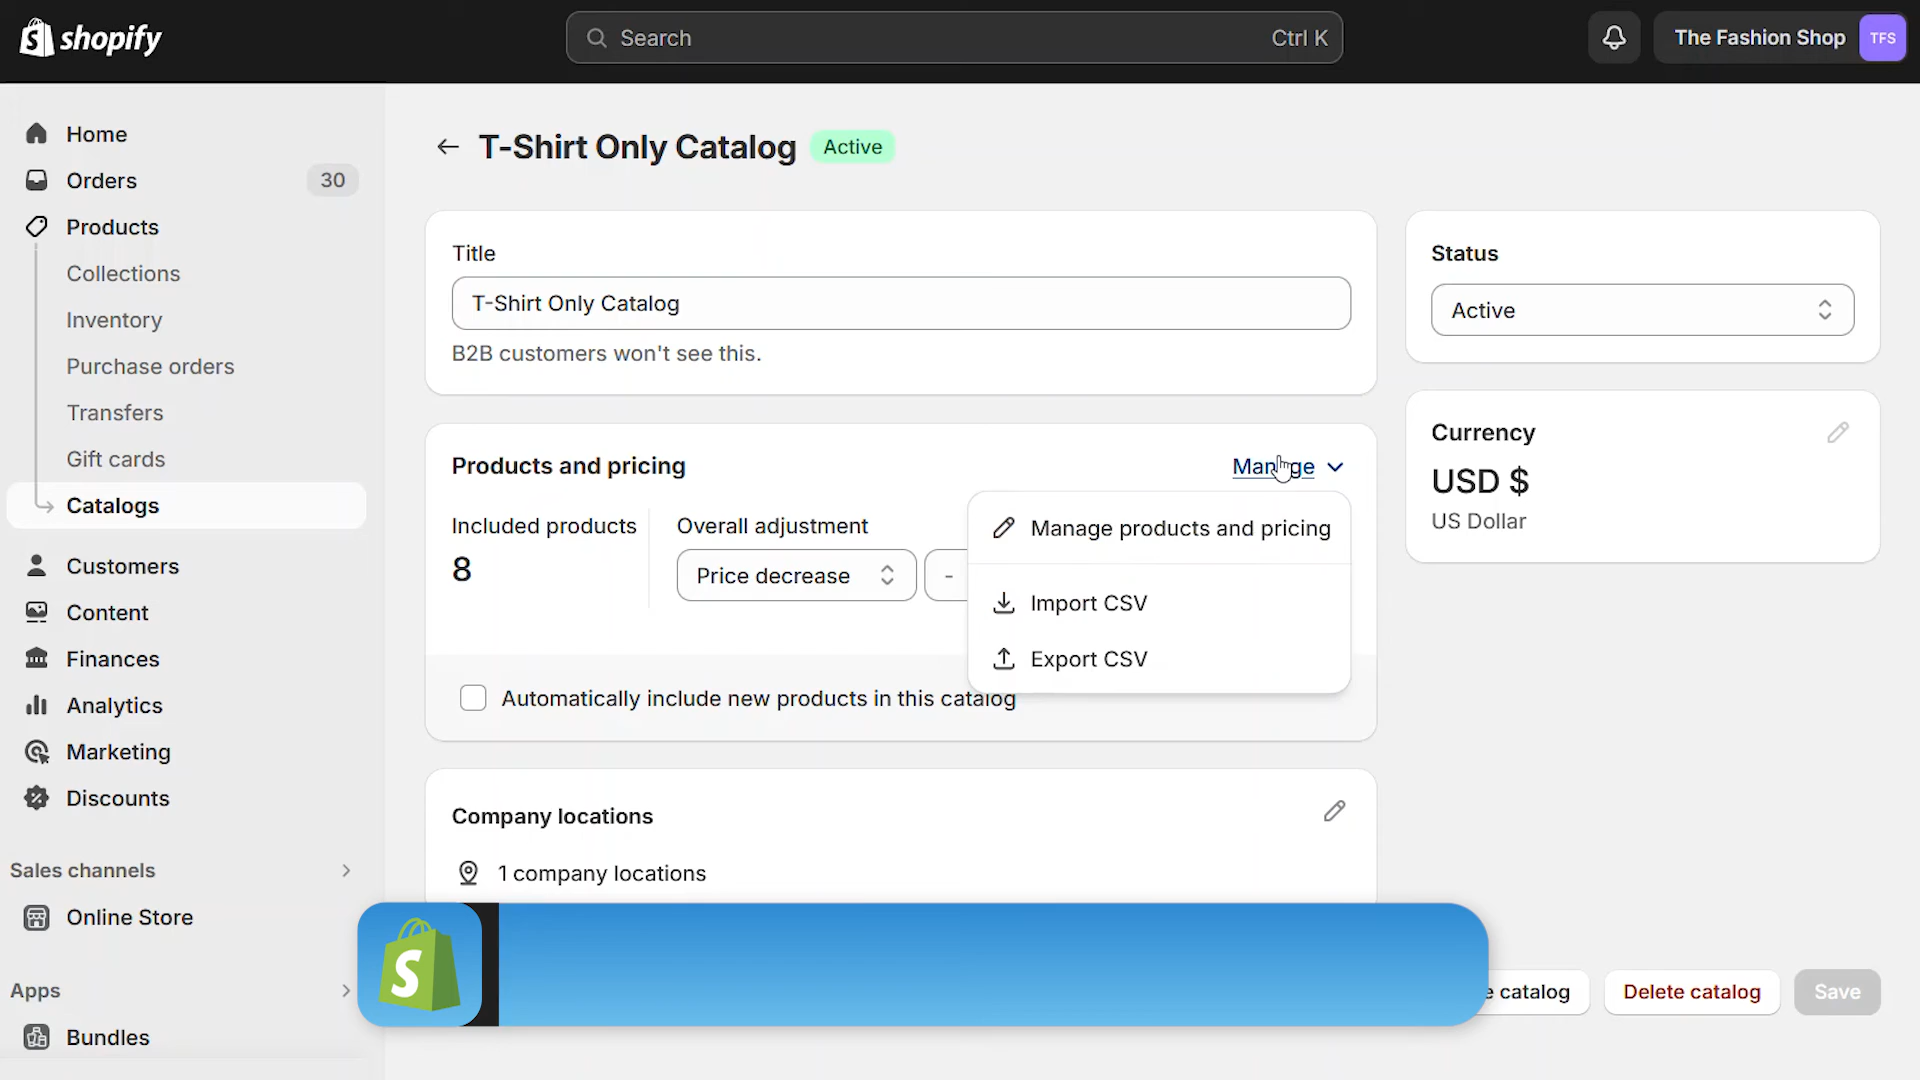 shopify
Search
Ctrl K
The Fashion Shop
TFS
Home
Orders
30
Products
Collections
Inventory
Purchase orders
Transfers
Gift cards
Catalogs
Customers
Content
Finances
Analytics
Marketing
Discounts
Sales channels
Online Store
Apps
Bundles
T-Shirt Only Catalog
Active
Title
T-Shirt Only Catalog
B2B customers won't see this.
Products and pricing
Manage
Included products
8
Overall adjustment
Price decrease
-
Manage products and pricing
Import CSV
Export CSV
Automatically include new products in this catalog
Company locations
1 company locations
Status
Active
Currency
USD $
US Dollar
S
catalog
Delete catalog
Save